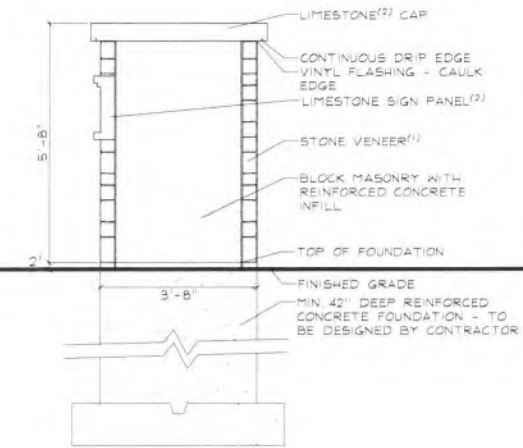 LIMESTONE⁽²⁾ CAP
CONTINUOUS DRIP EDGE
VINYL FLASHING - CAULK
EDGE
LIMESTONE SIGN PANEL⁽²⁾
5'-8"
STONE VENEER⁽¹⁾
BLOCK MASONRY WITH
REINFORCED CONCRETE
INFILL
TOP OF FOUNDATION
2'
FINISHED GRADE
3'-8"
MIN. 42" DEEP REINFORCED
CONCRETE FOUNDATION - TO
BE DESIGNED BY CONTRACTOR